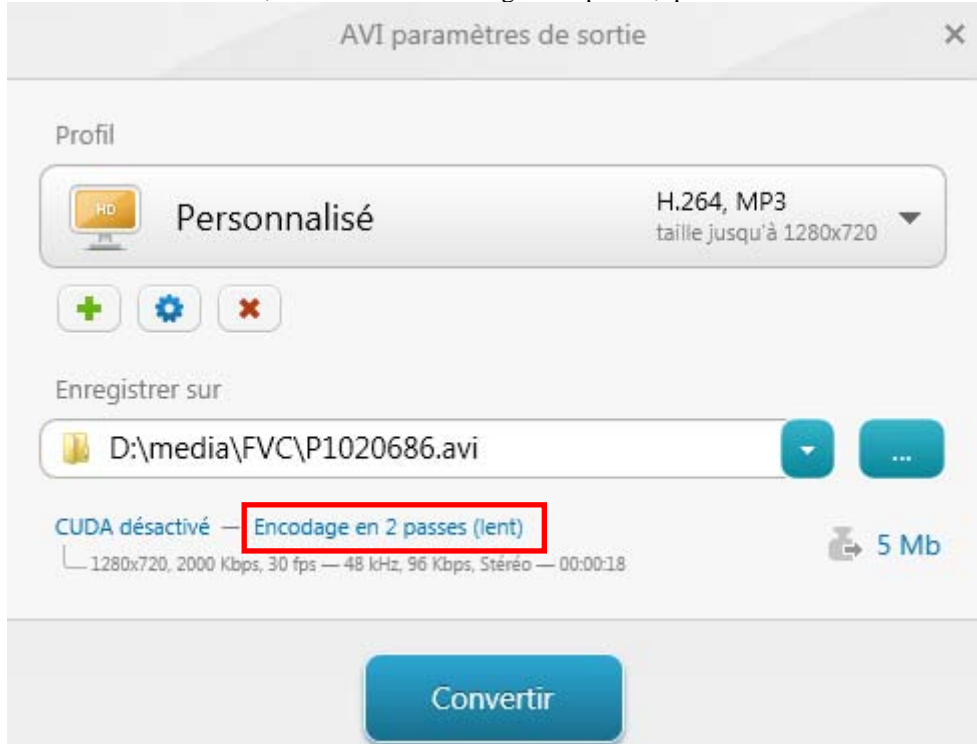 AVI paramètres de sortie
Profil
HD
Personnalisé
H.264, MP3
taille jusqu'à 1280x720
Enregistrer sur
D:\media\FVC\P1020686.avi
...
CUDA désactivé — Encodage en 2 passes (lent)
1280x720, 2000 Kbps, 30 fps — 48 kHz, 96 Kbps, Stéréo — 00:00:18
5 Mb
Convertir